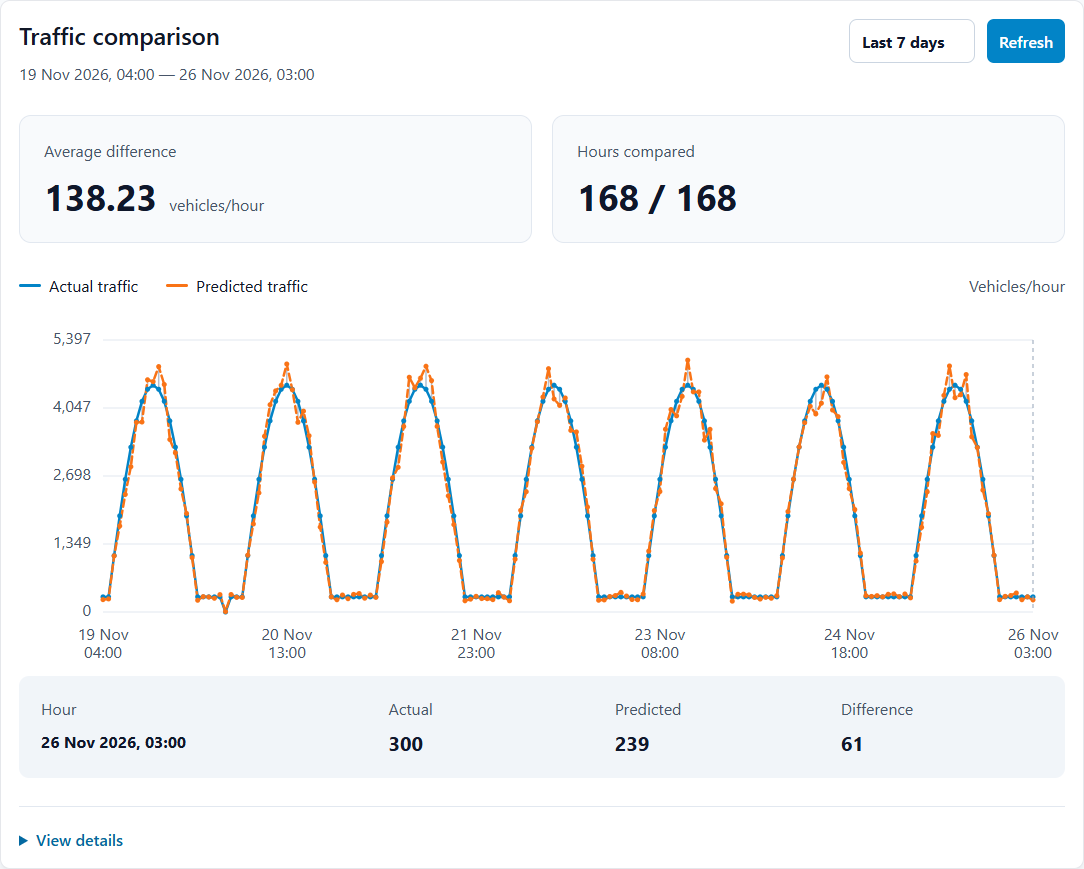 Traffic comparison
Last 7 days
Refresh
19 Nov 2026, 04:00 — 26 Nov 2026, 03:00
Average difference
138.23 vehicles/hour
Hours compared
168 / 168
Actual traffic
Predicted traffic
Vehicles/hour
5,397
4,047
2,698
1,349
0
19 Nov
04:00
20 Nov
13:00
21 Nov
23:00
23 Nov
08:00
24 Nov
18:00
26 Nov
03:00
Hour
26 Nov 2026, 03:00
Actual
300
Predicted
239
Difference
61
View details